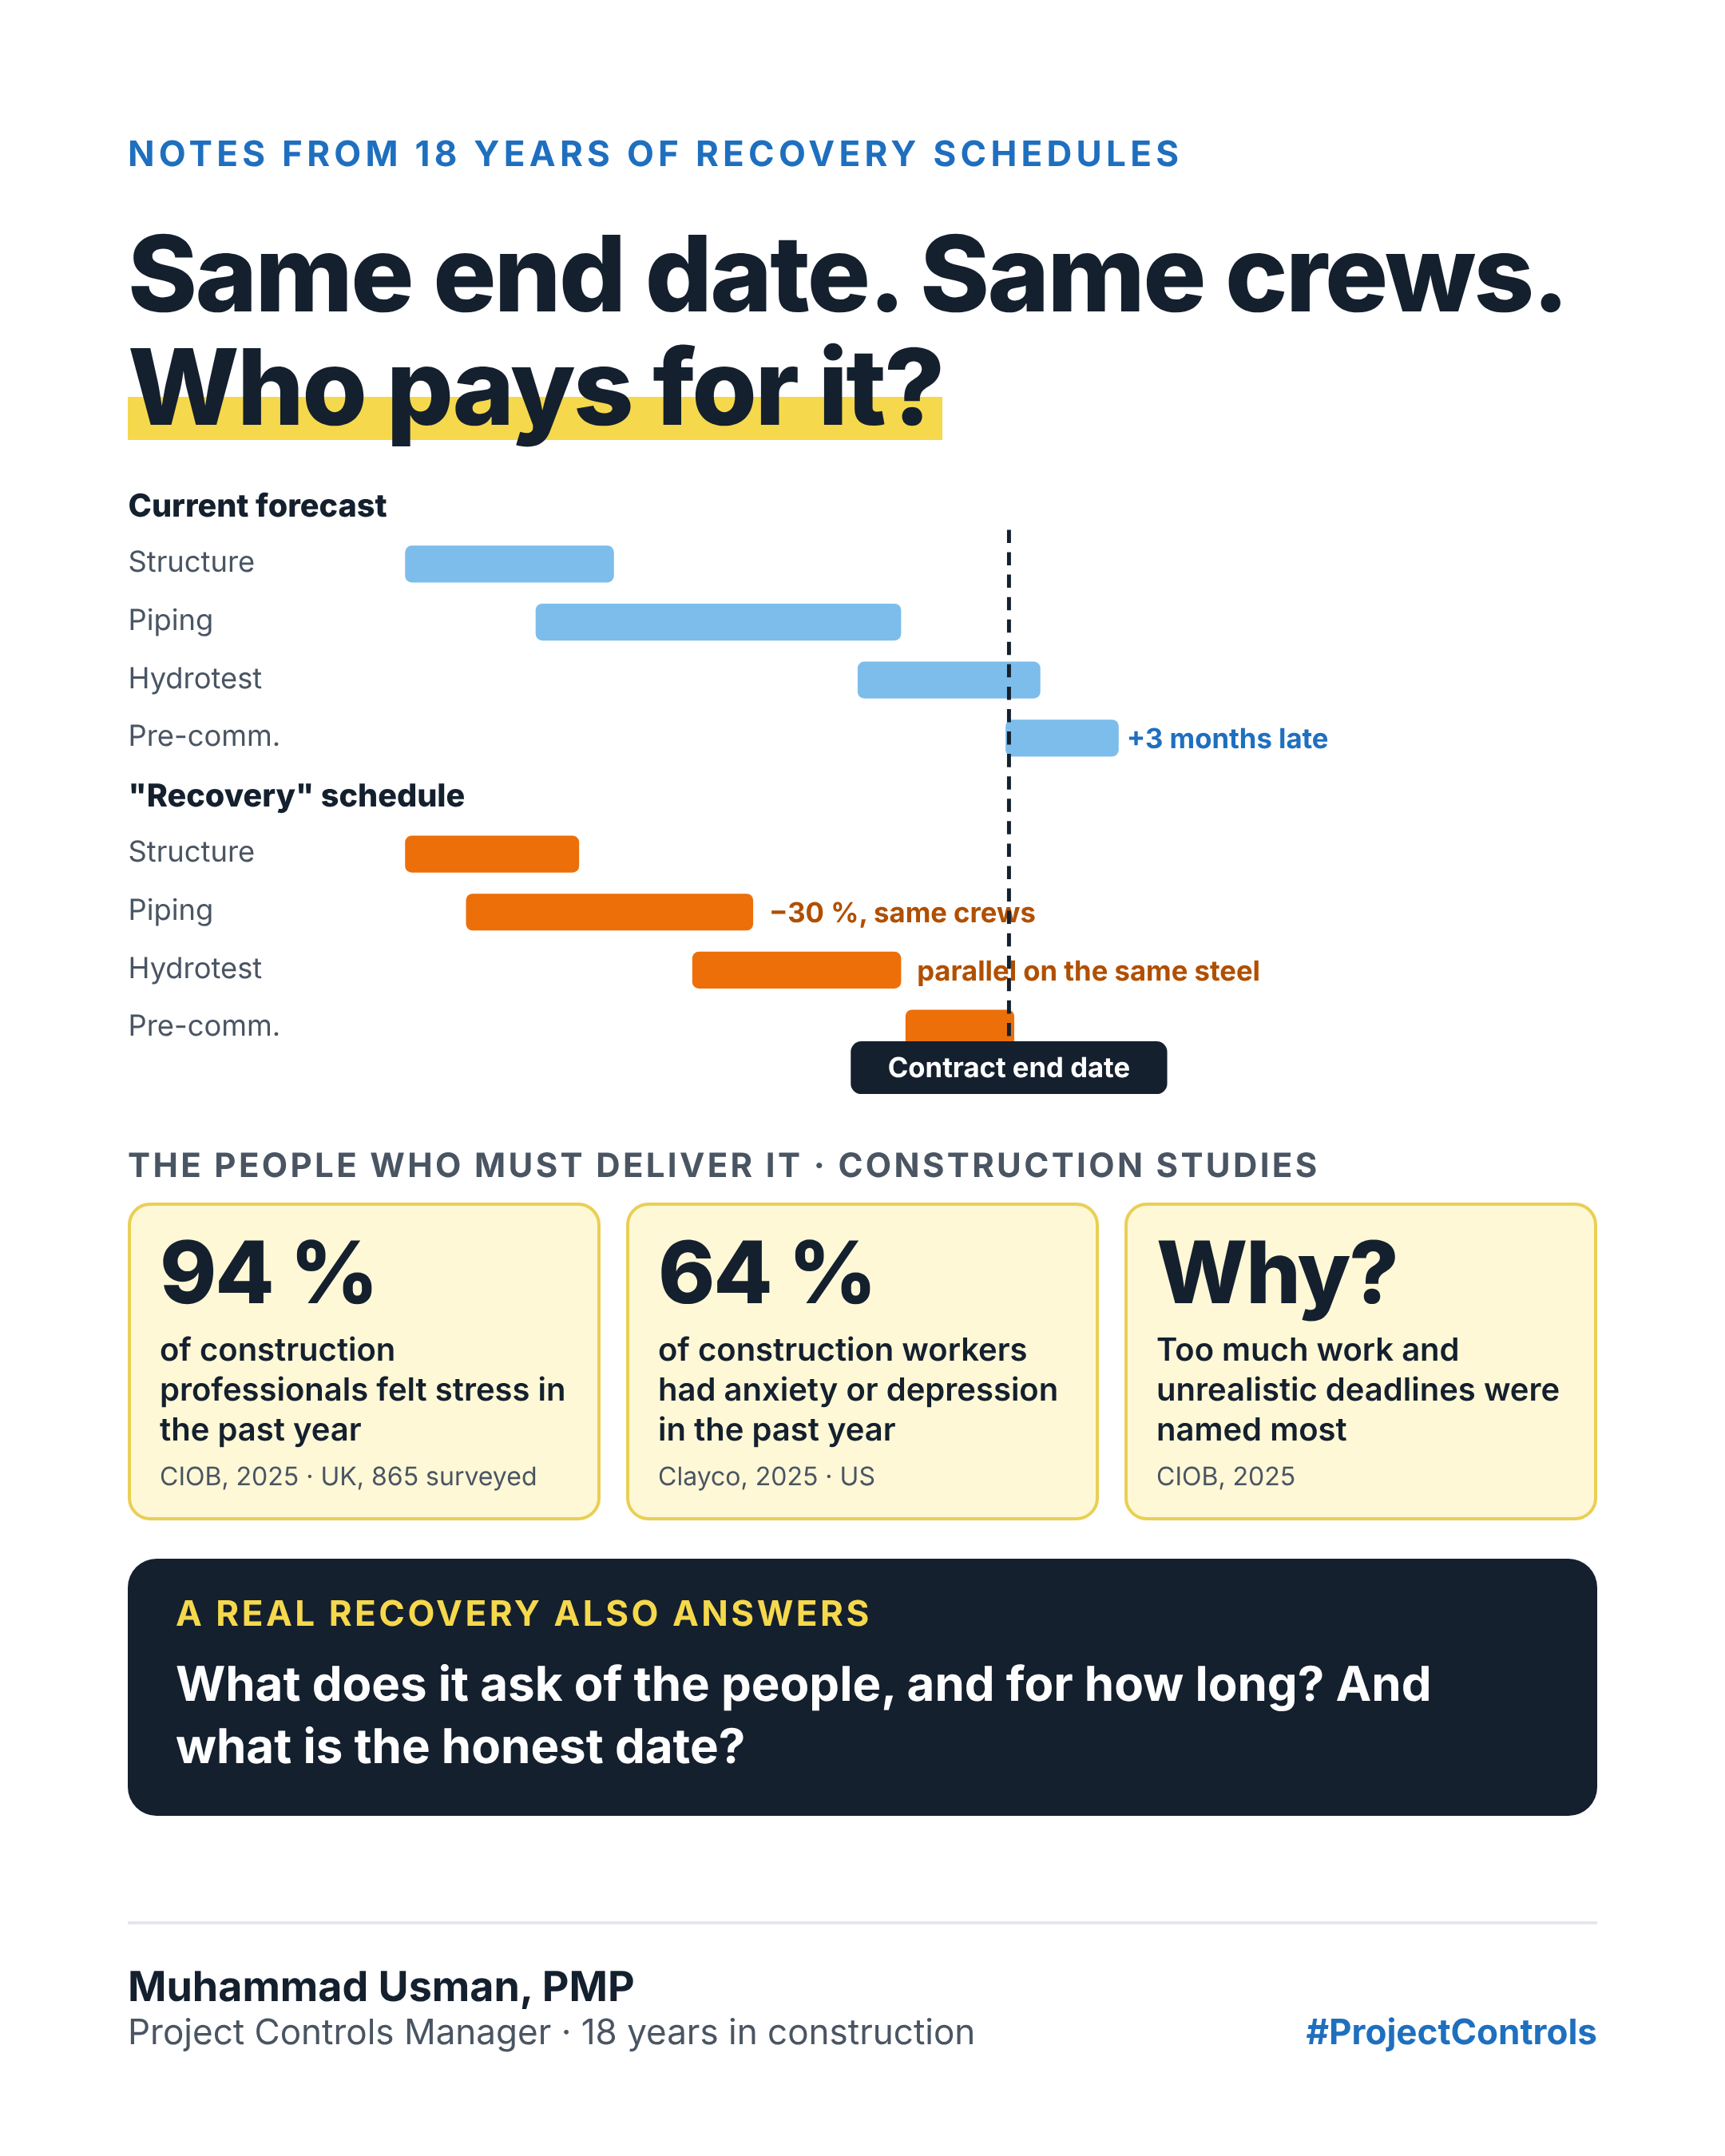 NOTES FROM 18 YEARS OF RECOVERY SCHEDULES
Same end date. Same crews.
Who pays for it?
Current forecast
Structure
Piping
Hydrotest
Pre-comm.
+3 months late
"Recovery" schedule
Structure
Piping
−30 %, same crews
Hydrotest
parallel on the same steel
Pre-comm.
Contract end date
THE PEOPLE WHO MUST DELIVER IT · CONSTRUCTION STUDIES
94 %
of construction
professionals felt stress in
the past year
CIOB, 2025 · UK, 865 surveyed
64 %
of construction workers
had anxiety or depression
in the past year
Clayco, 2025 · US
Why?
Too much work and
unrealistic deadlines were
named most
CIOB, 2025
A REAL RECOVERY ALSO ANSWERS
What does it ask of the people, and for how long? And
what is the honest date?
Muhammad Usman, PMP
Project Controls Manager · 18 years in construction
#ProjectControls